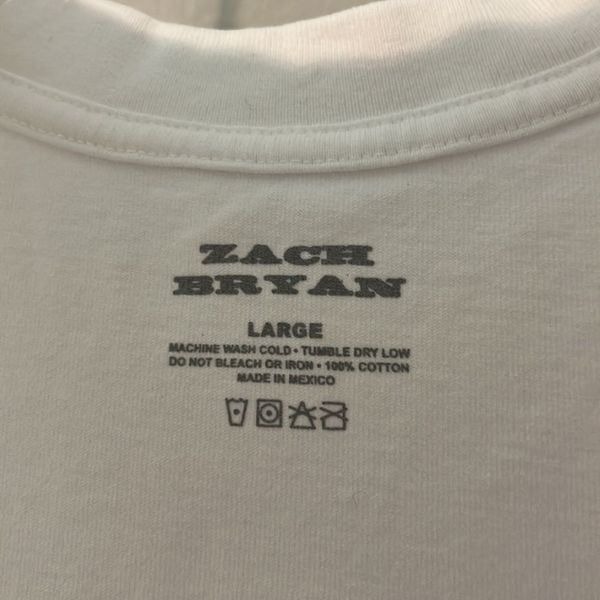 ZACH
BRYAN
LARGE
MACHINE WASH COLD • TUMBLE DRY LOW
DO NOT BLEACH OR IRON • 100% COTTON
MADE IN MEXICO